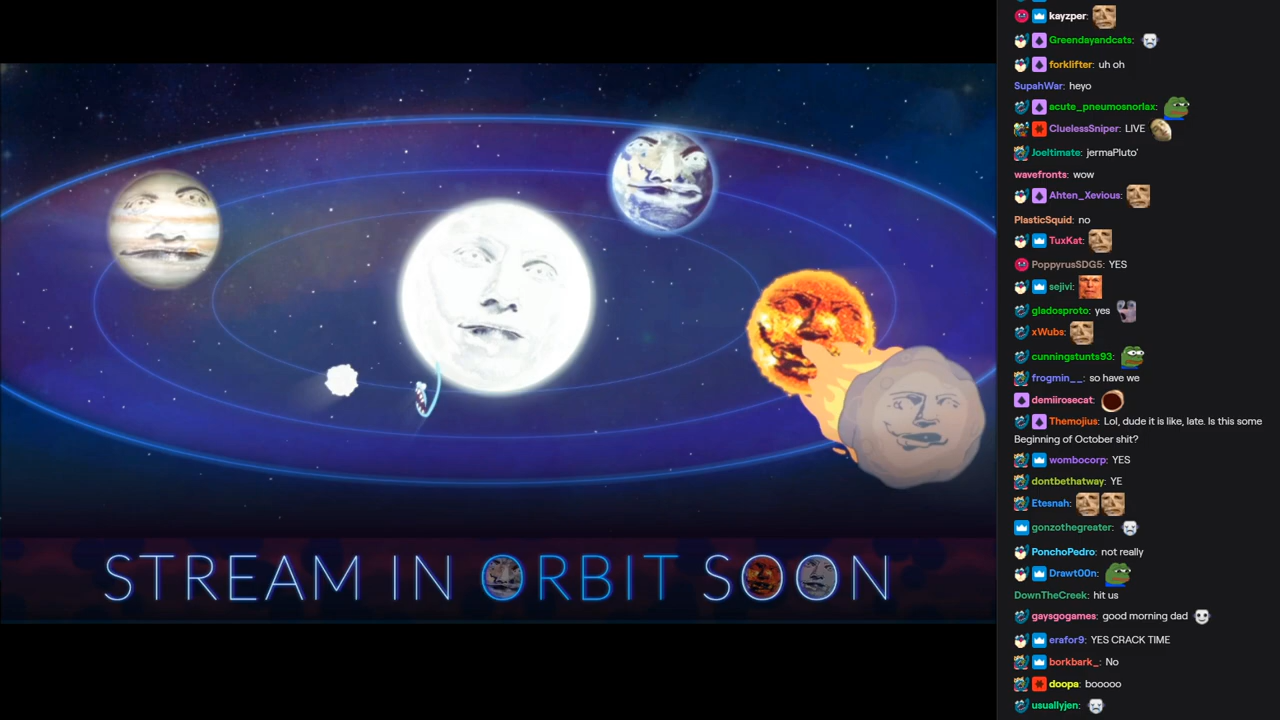 STREAM IN ORBIT SOON
kayzper:
Greendayandcats:
forklifter: uh oh
SupahWar: heyo
acute_pneumosnorlax:
CluelessSniper: LIVE
Joeltimate: jermaPluto'
wavefronts: wow
Ahten_Xevious:
PlasticSquid: no
TuxKat:
PoppyrusSDG5: YES
sejivi:
gladosproto: yes
xWubs:
cunningstunts93:
frogmin__: so have we
demiirosecat:
Themojius: Lol, dude it is like, late. Is this some
Beginning of October shit?
wombocorp: YES
dontbethatway: YE
Etesnah:
gonzothegreater:
PonchoPedro: not really
Drawt00n:
DownTheCreek: hit us
gaysgogames: good morning dad
erafor9: YES CRACK TIME
borkbark_: No
doopa: booooo
usuallyjen: